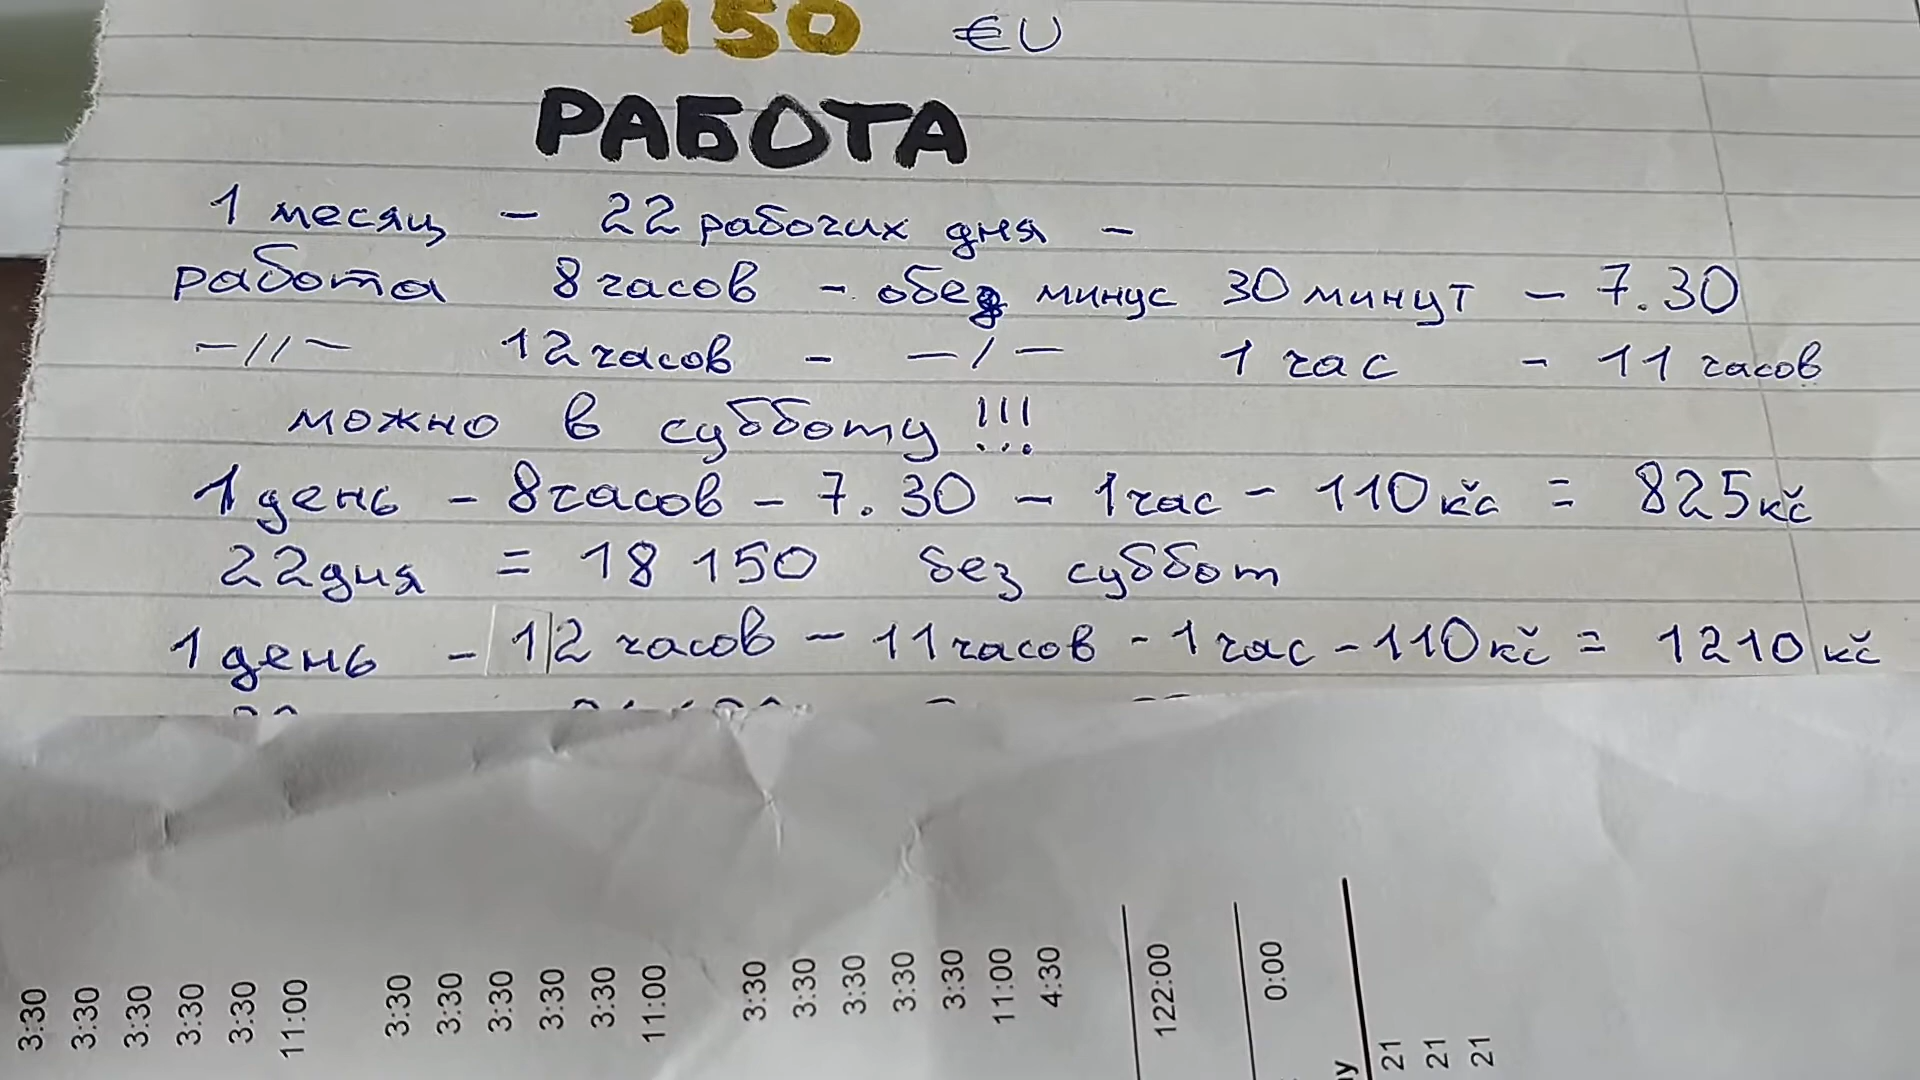 150 €U
РАБОТА
1 месяц - 22 рабочих дня -
работа 8 часов - обед минус 30 минут - 7.30
-//- 12 часов - -/- 1 час - 11 часов
можно в субботу !!!
1 день - 8 часов - 7.30 - 1 час - 110 кč = 825 кč
22 дня = 18 150 без суббот
1 день - 12 часов - 11 часов - 1 час - 110 кč = 1210 кč
3:30
3:30
3:30
3:30
3:30
11:00
3:30
3:30
3:30
3:30
3:30
11:00
3:30
3:30
3:30
3:30
3:30
11:00
4:30
122:00
0:00
21
21
21